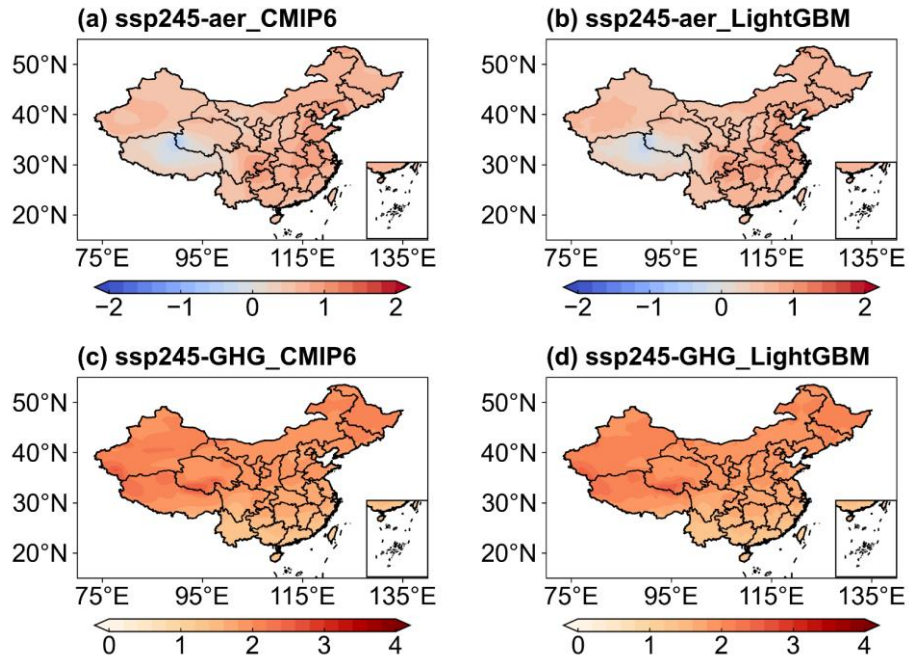 (a) ssp245-aer_CMIP6
(b) ssp245-aer_LightGBM
50°N
40°N
30°N
20°N
50°N
40°N
30°N
20°N
75°E 95°E 115°E 135°E
75°E 95°E 115°E 135°E
−2 −1 0 1 2
−2 −1 0 1 2
(c) ssp245-GHG_CMIP6
(d) ssp245-GHG_LightGBM
50°N
40°N
30°N
20°N
50°N
40°N
30°N
20°N
75°E 95°E 115°E 135°E
75°E 95°E 115°E 135°E
0 1 2 3 4
0 1 2 3 4